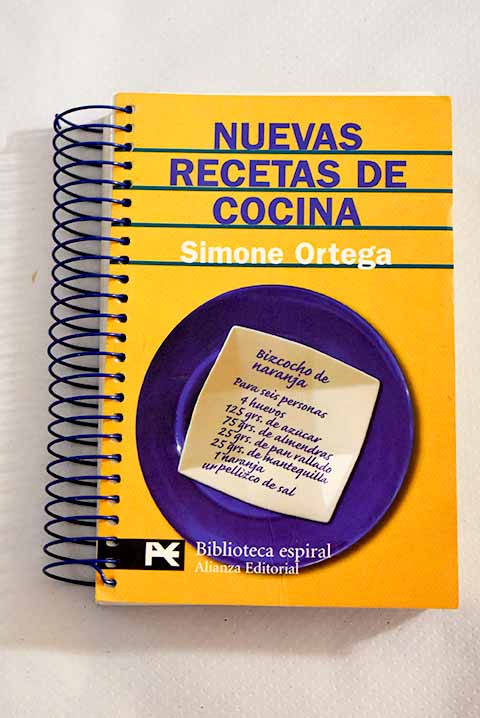 NUEVAS
RECETAS DE
COCINA
Simone Ortega
Bizcocho de
naranja
Para seis personas
4 huevos
125 grs. de azúcar
75 grs. de almendras
25 grs. de pan rallado
25 grs. de mantequilla
1 naranja
un pellizco de sal
Biblioteca espiral
Alianza Editorial